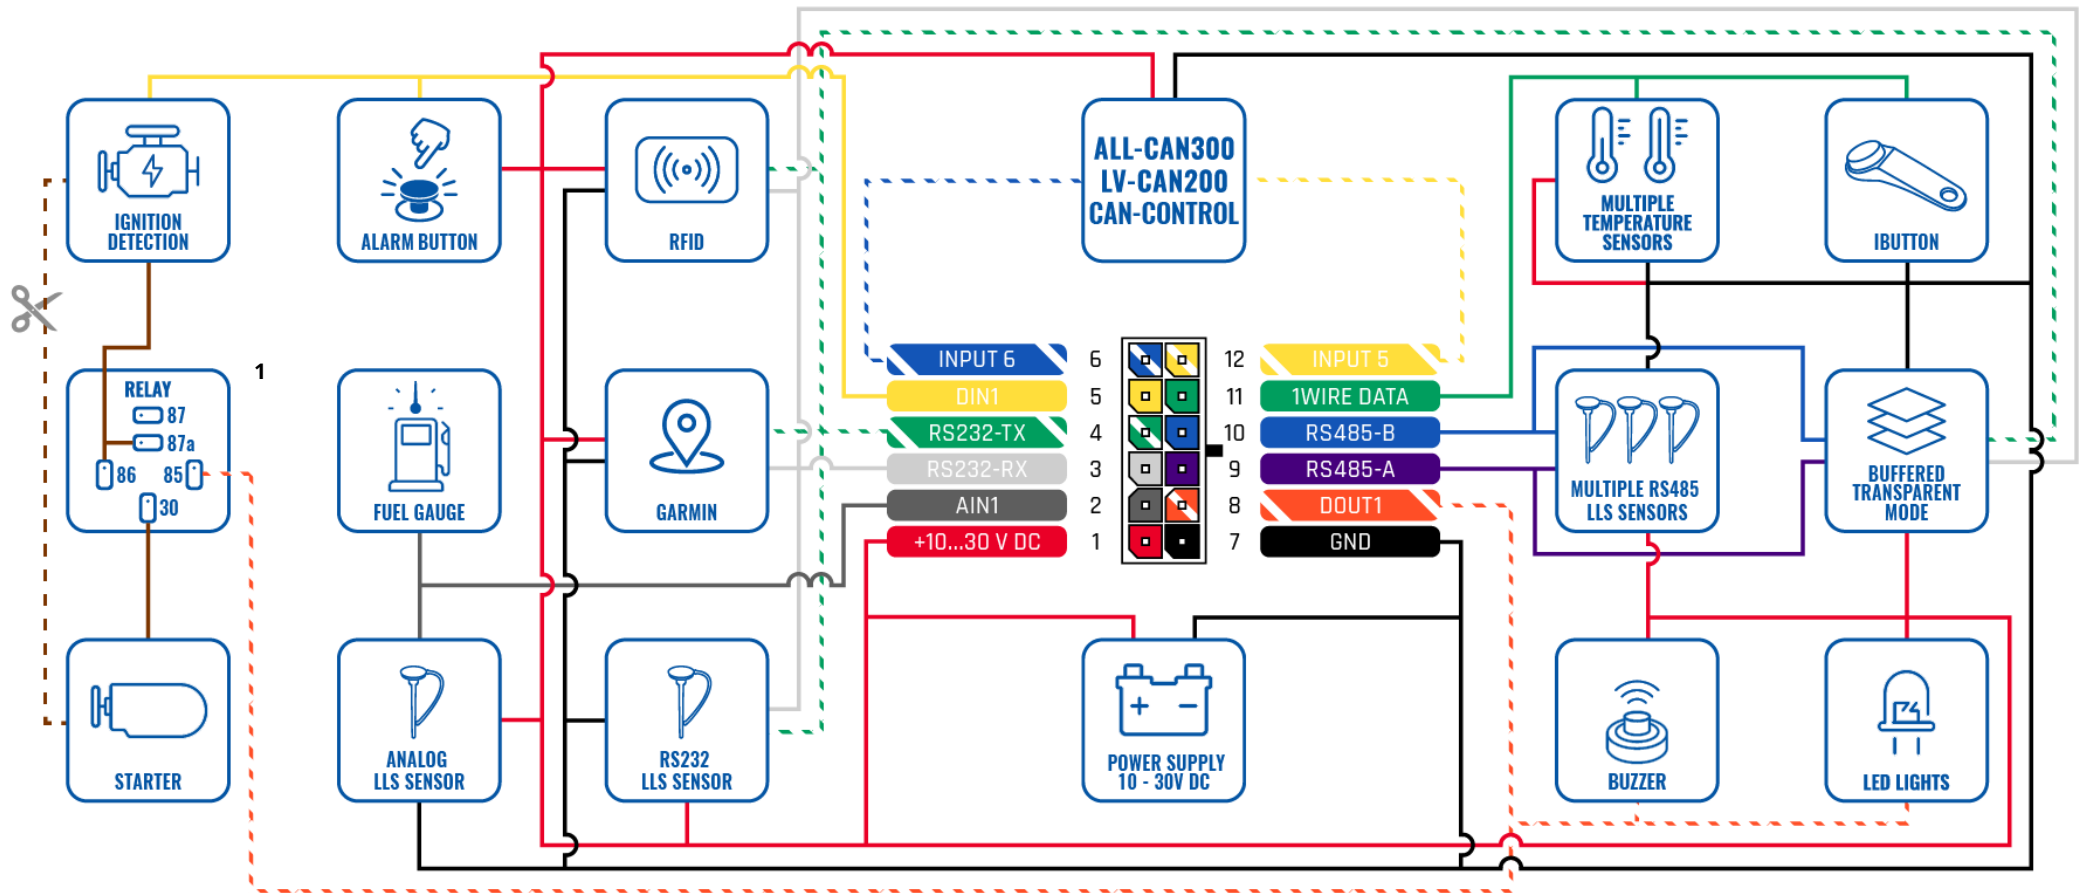 IGNITION
DETECTION
ALARM BUTTON
RFID
ALL-CAN300
LV-CAN200
CAN-CONTROL
MULTIPLE
TEMPERATURE
SENSORS
IBUTTON
RELAY
87
87a
86
85
30
1
FUEL GAUGE
GARMIN
INPUT 6
6
12
INPUT 5
DIN1
5
11
1WIRE DATA
RS232-TX
4
10
RS485-B
RS232-RX
3
9
RS485-A
AIN1
2
8
DOUT1
+10...30 V DC
1
7
GND
MULTIPLE RS485
LLS SENSORS
BUFFERED
TRANSPARENT
MODE
STARTER
ANALOG
LLS SENSOR
RS232
LLS SENSOR
POWER SUPPLY
10 - 30V DC
BUZZER
LED LIGHTS